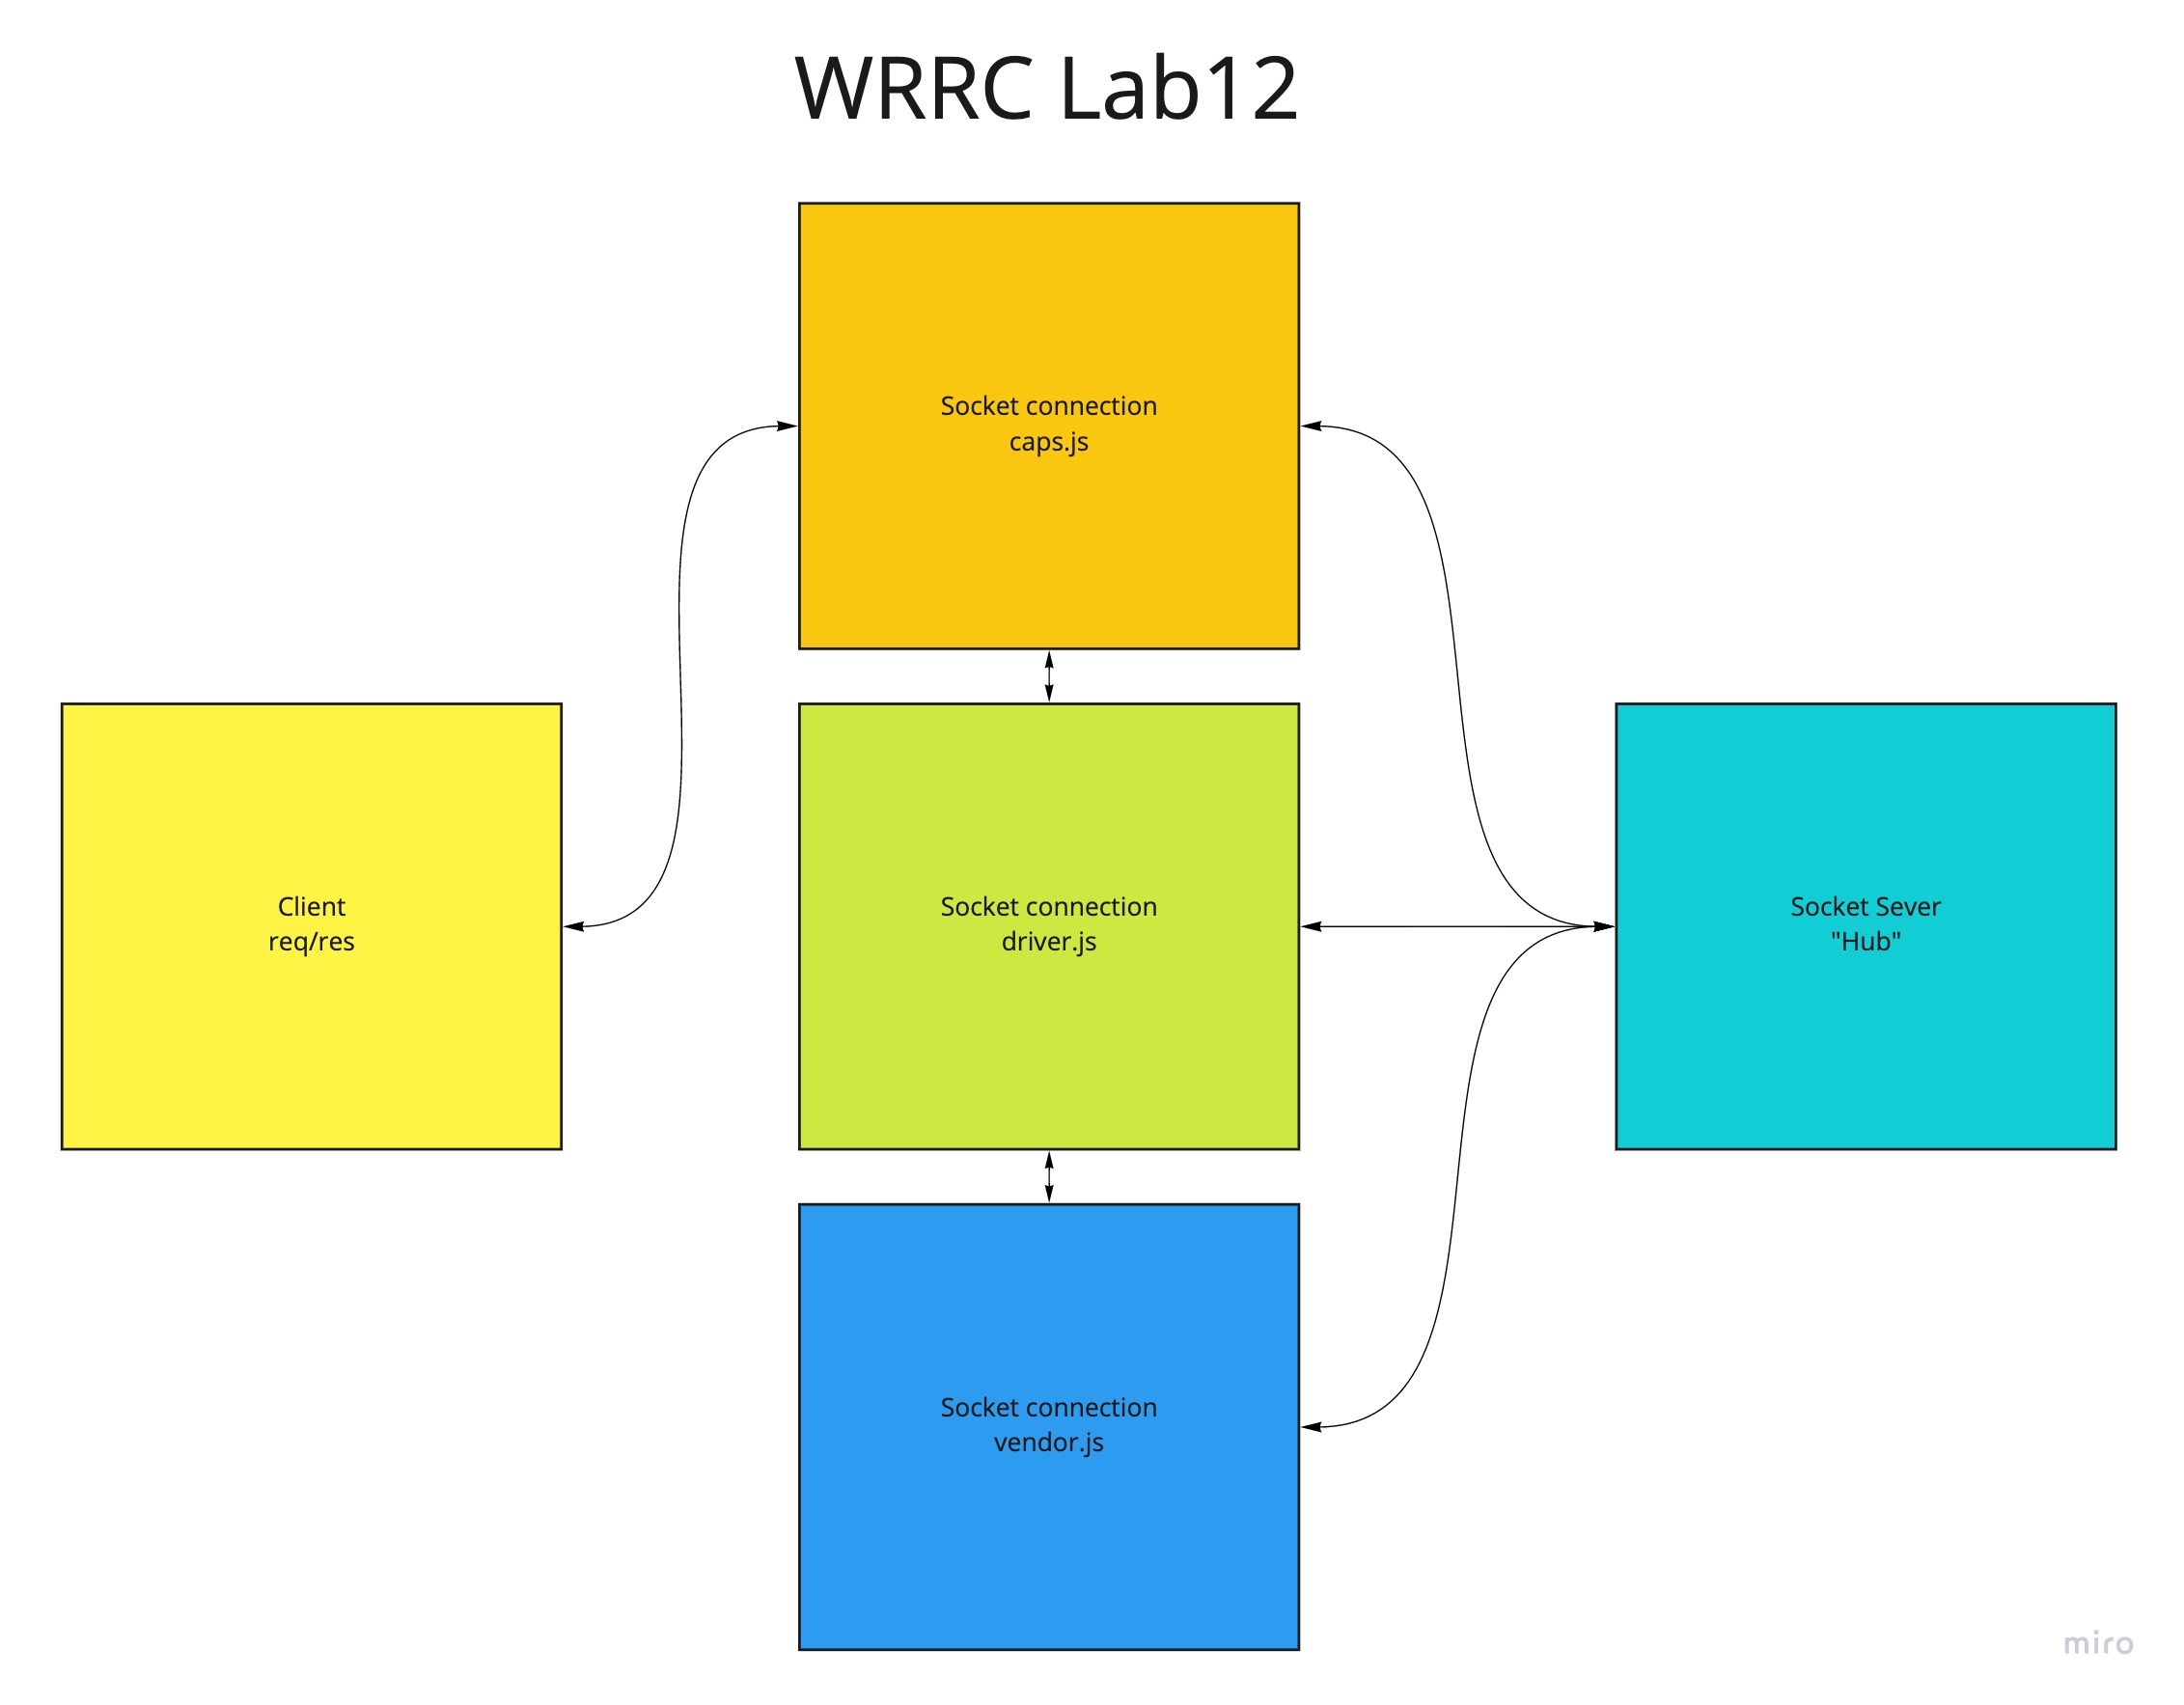 WRRC Lab12
Socket connection
caps.js
Client
req/res
Socket connection
driver.js
Socket Sever
"Hub"
Socket connection
vendor.js
miro